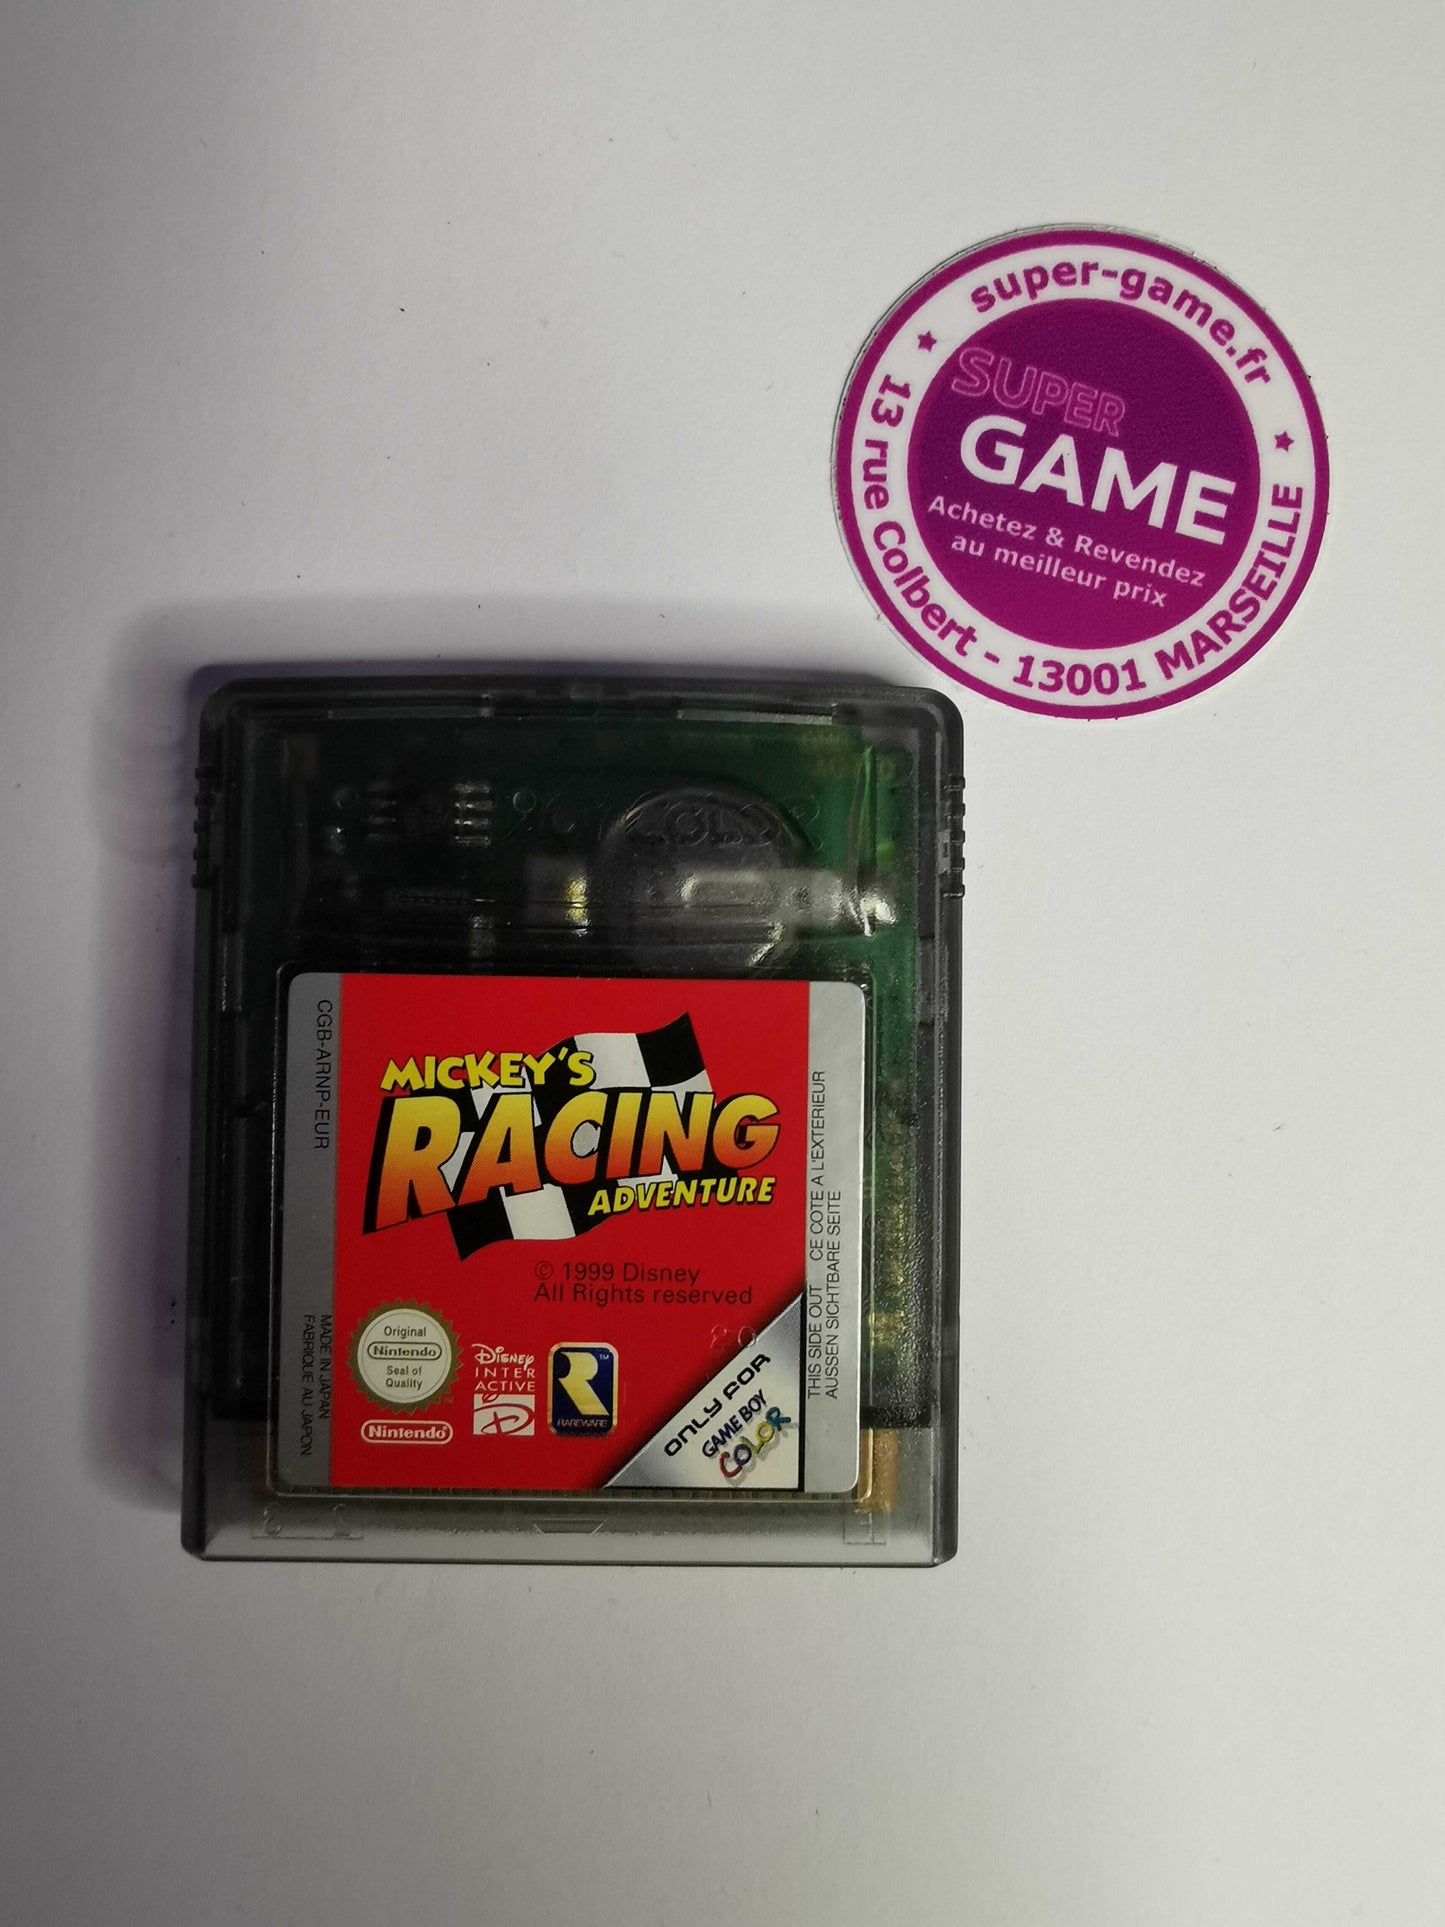 super-game.fr
SUPER
GAME
Achetez & Revendez
au meilleur prix
13 rue Colbert - 13001 MARSEILLE
CGB-ARNP-EUR
MADE IN JAPAN
FABRIQUE AU JAPON
MICKEY'S
RACING
ADVENTURE
© 1999 Disney
All Rights reserved
20
Original
Nintendo
Seal of
Quality
Nintendo
DISNEY
INTER
ACTIVE
D
R
TM
RAREWARE
ONLY FOR
GAME BOY
COLOR
THIS SIDE OUT CE COTE A L'EXTERIEUR
AUSSEN SICHTBARE SEITE